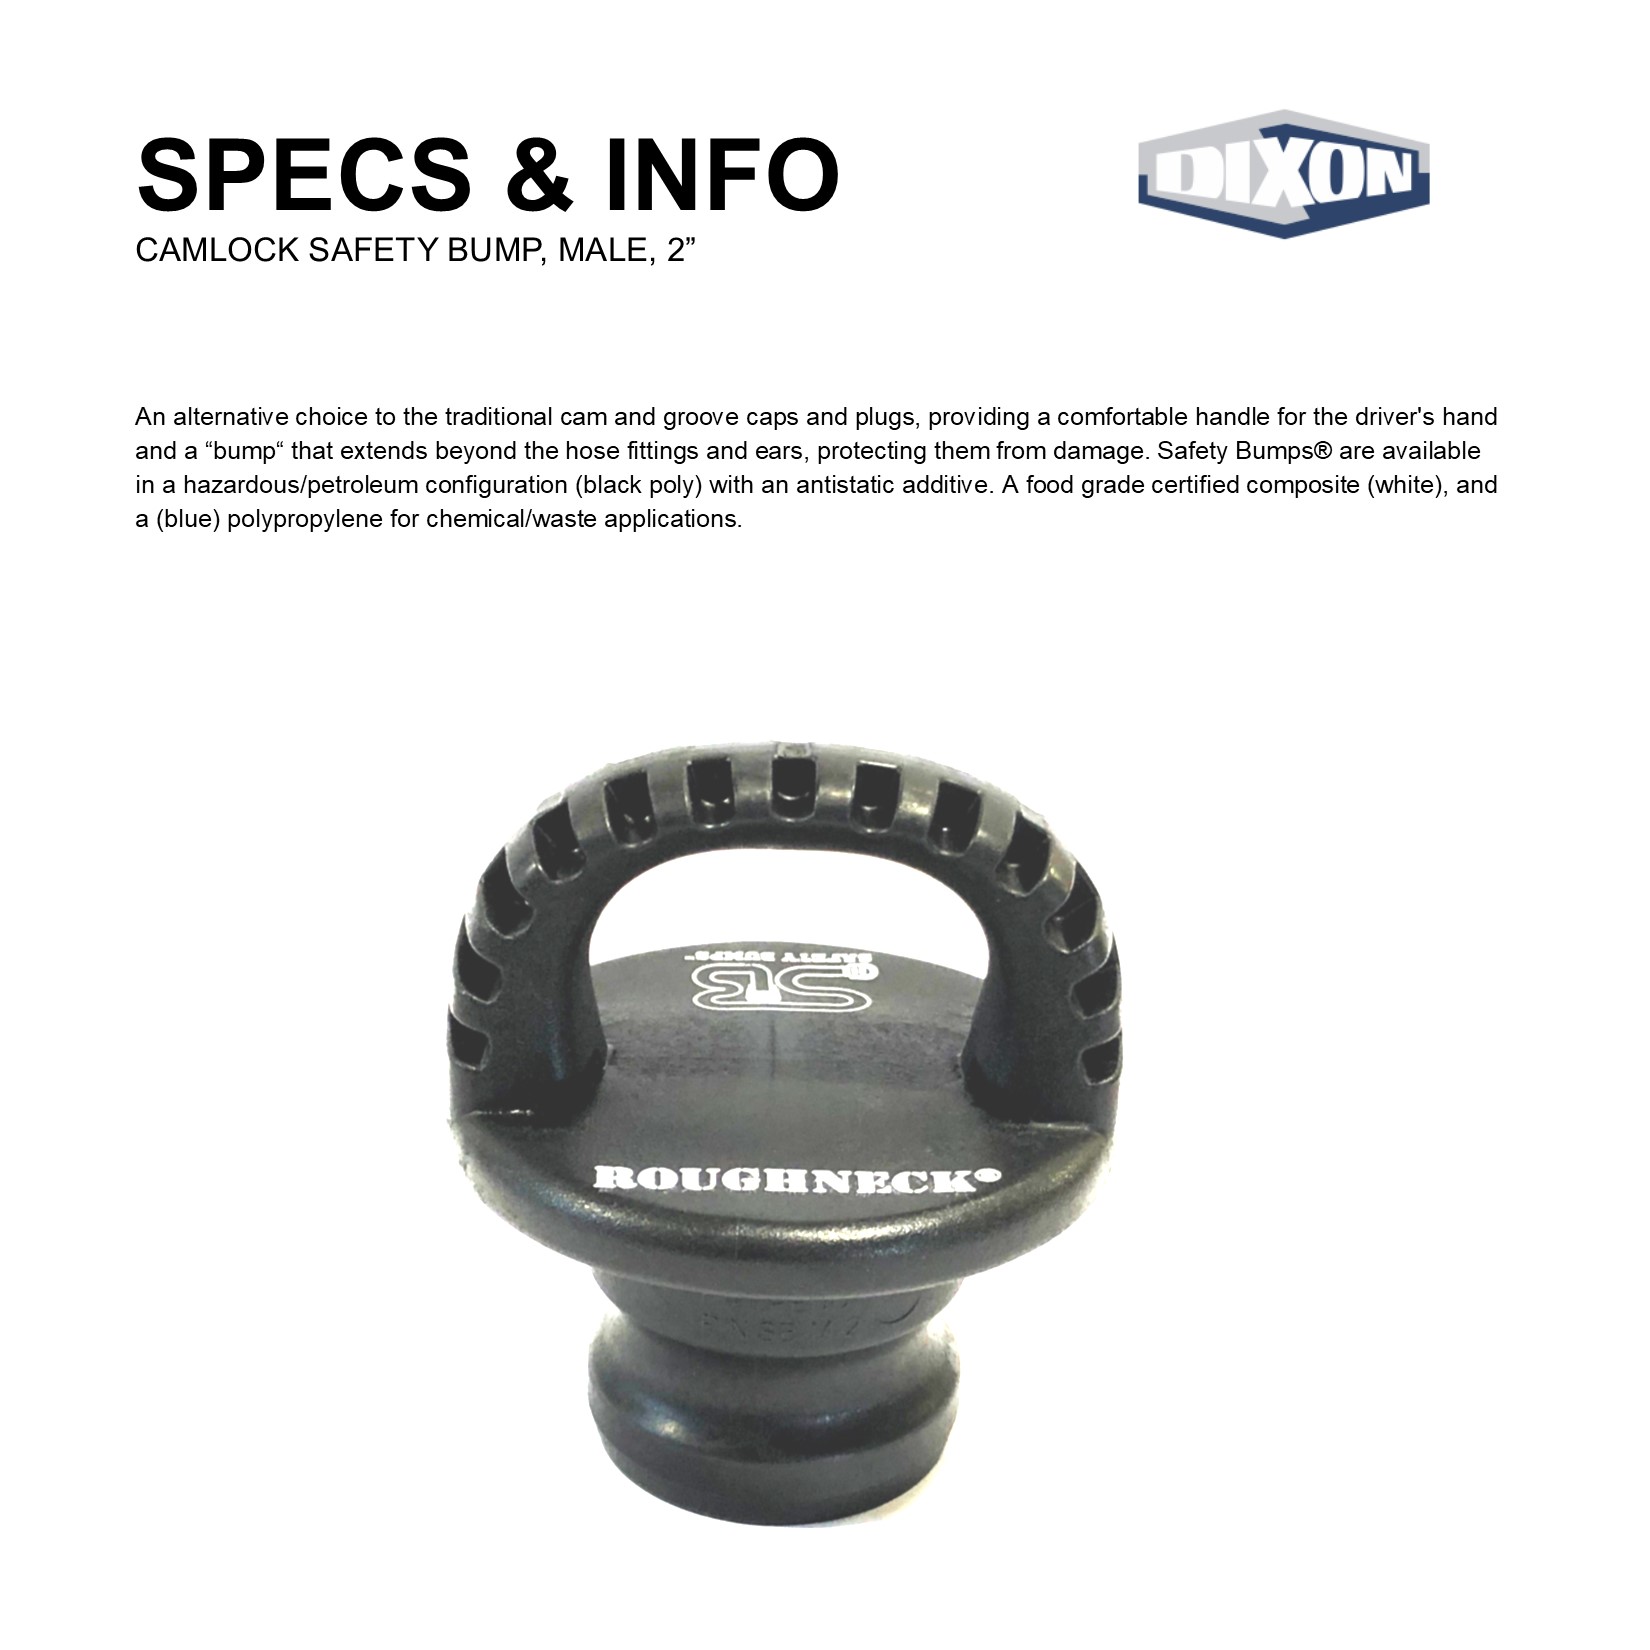 SPECS & INFO
CAMLOCK SAFETY BUMP, MALE, 2”
DIXON
An alternative choice to the traditional cam and groove caps and plugs, providing a comfortable handle for the driver's hand
and a “bump“ that extends beyond the hose fittings and ears, protecting them from damage. Safety Bumps® are available
in a hazardous/petroleum configuration (black poly) with an antistatic additive. A food grade certified composite (white), and
a (blue) polypropylene for chemical/waste applications.
SAFETY BUMPS™
SB
ROUGHNECK®